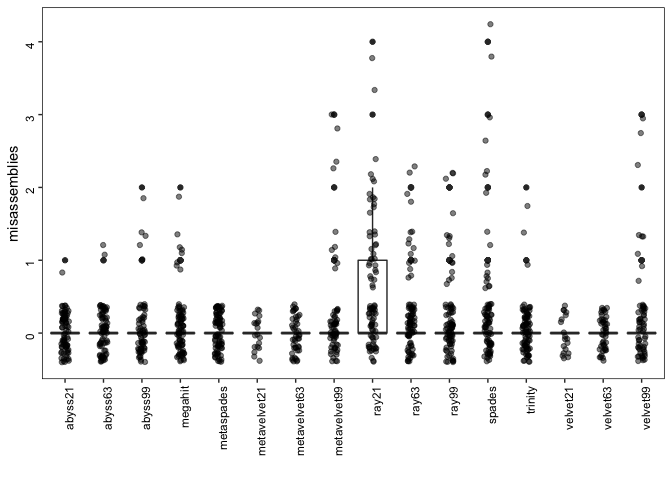 misassemblies
4
3
2
1
0
abyss21
abyss63
abyss99
megahit
metaspades
metavelvet21
metavelvet63
metavelvet99
ray21
ray63
ray99
spades
trinity
velvet21
velvet63
velvet99